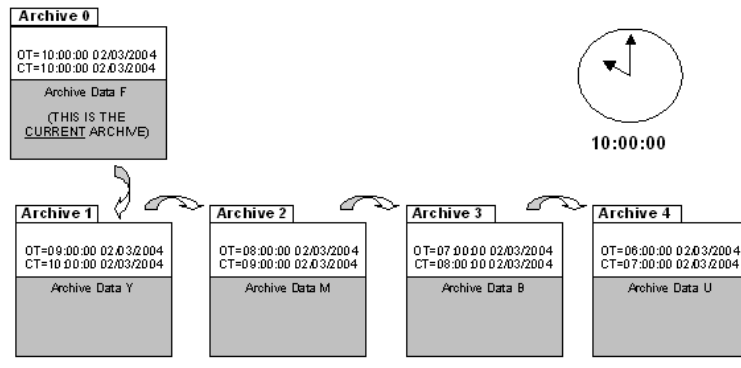 Archive 0
OT=10:00:00 02/03/2004
CT=10:00:00 02/03/2004
Archive Data F
(THIS IS THE
CURRENT ARCHIVE)
10:00:00
Archive 1
OT=09:00:00 02/03/2004
CT=10:00:00 02/03/2004
Archive Data Y
Archive 2
OT=08:00:00 02/03/2004
CT=09:00:00 02/03/2004
Archive Data M
Archive 3
OT=07:00:00 02/03/2004
CT=08:00:00 02/03/2004
Archive Data B
Archive 4
OT=06:00:00 02/03/2004
CT=07:00:00 02/03/2004
Archive Data U